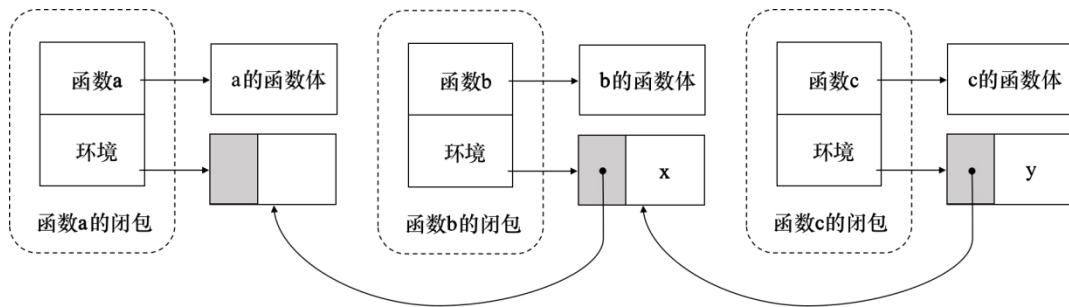 函数a
a的函数体
环境
函数a的闭包
函数b
b的函数体
环境
x
函数b的闭包
函数c
c的函数体
环境
y
函数c的闭包